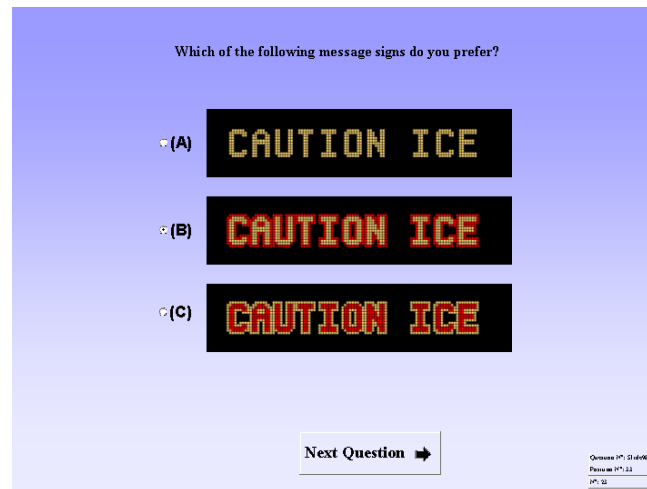 Which of the following message signs do you prefer?
(A) CAUTION ICE
(B) CAUTION ICE
(C) CAUTION ICE
Next Question